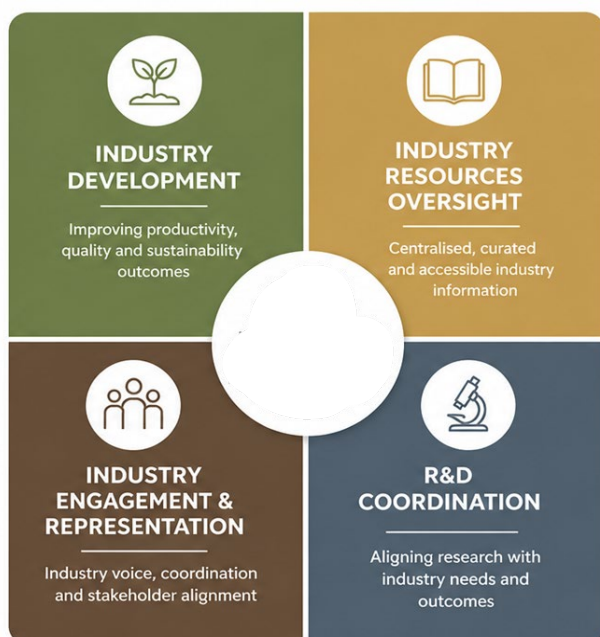 INDUSTRY
DEVELOPMENT
Improving productivity,
quality and sustainability
outcomes
INDUSTRY
RESOURCES
OVERSIGHT
Centralised, curated
and accessible industry
information
INDUSTRY
ENGAGEMENT &
REPRESENTATION
Industry voice, coordination
and stakeholder alignment
R&D
COORDINATION
Aligning research with
industry needs and
outcomes